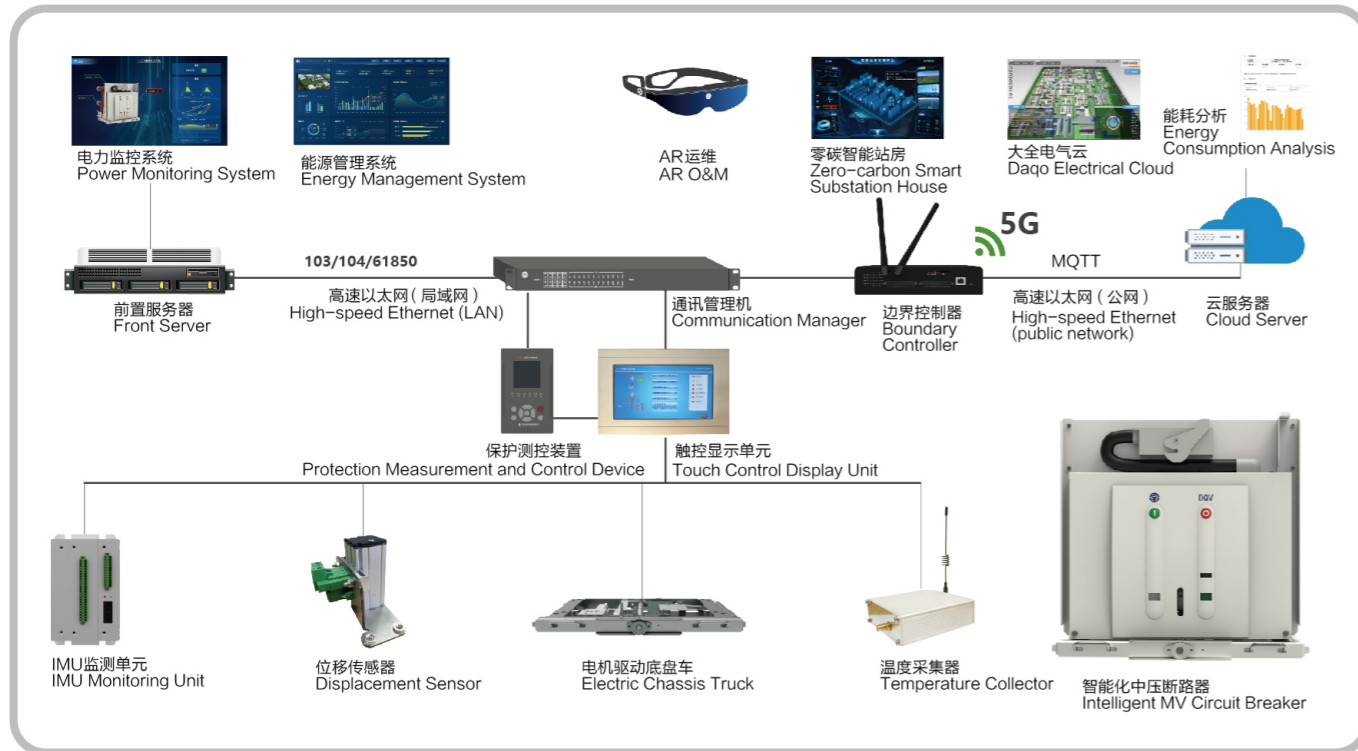 电力监控系统
Power Monitoring System
能源管理系统
Energy Management System
AR运维
AR O&M
零碳智能站房
Zero-carbon Smart
Substation House
大全电气云
Daqo Electrical Cloud
能耗分析
Energy
Consumption Analysis
5G
103/104/61850
MQTT
前置服务器
Front Server
高速以太网（局域网）
High-speed Ethernet (LAN)
通讯管理机
Communication Manager
边界控制器
Boundary
Controller
高速以太网（公网）
High-speed Ethernet
(public network)
云服务器
Cloud Server
保护测控装置
Protection Measurement and Control Device
触控显示单元
Touch Control Display Unit
DQV
IMU监测单元
IMU Monitoring Unit
位移传感器
Displacement Sensor
电机驱动底盘车
Electric Chassis Truck
温度采集器
Temperature Collector
智能化中压断路器
Intelligent MV Circuit Breaker